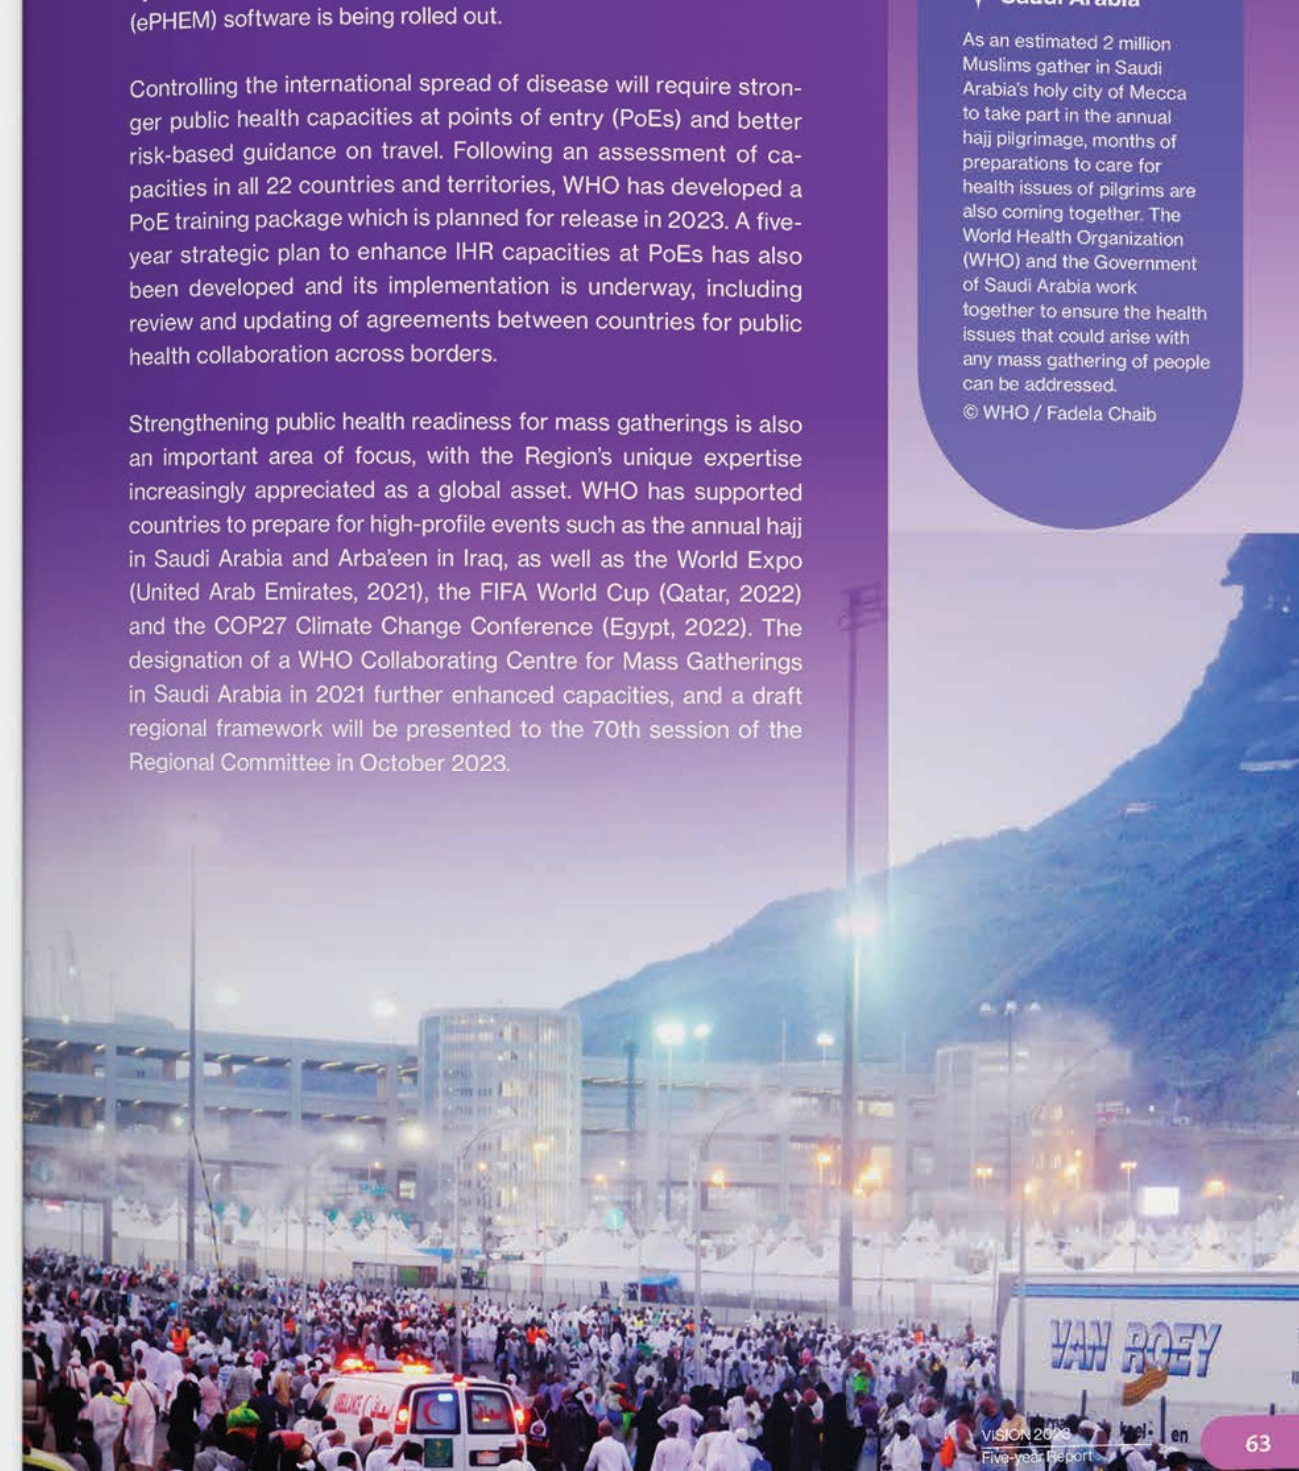 (ePHEM) software is being rolled out.
Controlling the international spread of disease will require stron-
ger public health capacities at points of entry (PoEs) and better
risk-based guidance on travel. Following an assessment of ca-
pacities in all 22 countries and territories, WHO has developed a
PoE training package which is planned for release in 2023. A five-
year strategic plan to enhance IHR capacities at PoEs has also
been developed and its implementation is underway, including
review and updating of agreements between countries for public
health collaboration across borders.
Strengthening public health readiness for mass gatherings is also
an important area of focus, with the Region's unique expertise
increasingly appreciated as a global asset. WHO has supported
countries to prepare for high-profile events such as the annual hajj
in Saudi Arabia and Arba'een in Iraq, as well as the World Expo
(United Arab Emirates, 2021), the FIFA World Cup (Qatar, 2022)
and the COP27 Climate Change Conference (Egypt, 2022). The
designation of a WHO Collaborating Centre for Mass Gatherings
in Saudi Arabia in 2021 further enhanced capacities, and a draft
regional framework will be presented to the 70th session of the
Regional Committee in October 2023.
Saudi Arabia
As an estimated 2 million
Muslims gather in Saudi
Arabia's holy city of Mecca
to take part in the annual
hajj pilgrimage, months of
preparations to care for
health issues of pilgrims are
also coming together. The
World Health Organization
(WHO) and the Government
of Saudi Arabia work
together to ensure the health
issues that could arise with
any mass gathering of people
can be addressed.
© WHO / Fadela Chaib
VAN ROEY
AMBULANCE
إسعاف
VISION 2023
Five-year Report
63